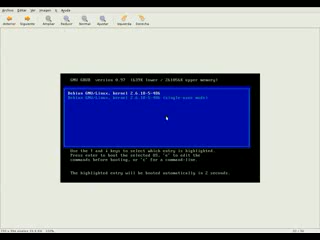 Archivo Editar Ver Imagen Ir Ayuda
Anterior Siguiente Ampliar Reducir Normal Ajustar Izquierda Derecha
GNU GRUB version 0.97 (639K lower / 2616568K upper memory)
Debian GNU/Linux, kernel 2.6.18-5-486
Debian GNU/Linux, kernel 2.6.18-5-486 (single-user mode)
Use the ↑ and ↓ keys to select which entry is highlighted.
Press enter to boot the selected OS, 'e' to edit the
commands before booting, or 'c' for a command-line.
The highlighted entry will be booted automatically in 2 seconds.